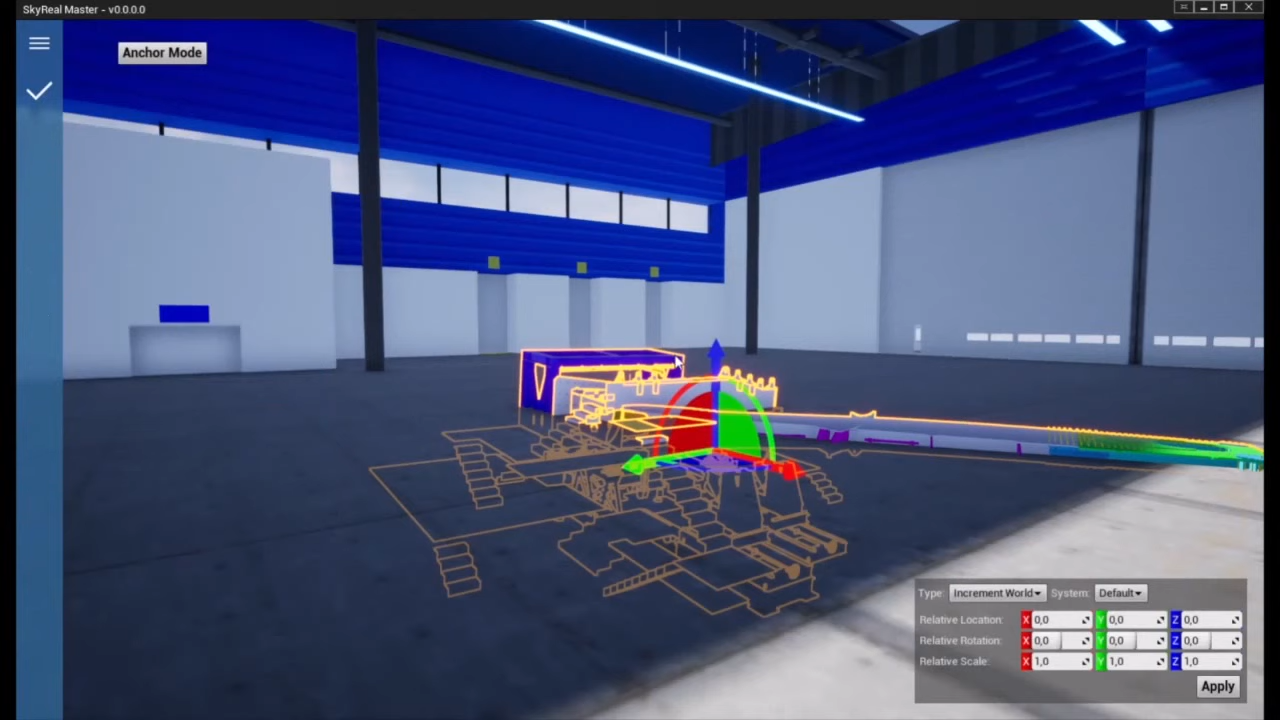 SkyReal Master - v0.0.0.0
Anchor Mode
Type: Increment World System: Default
Relative Location: X 0,0 Y 0,0 Z 0,0
Relative Rotation: X 0,0 Y 0,0 Z 0,0
Relative Scale: X 1,0 Y 1,0 Z 1,0
Apply